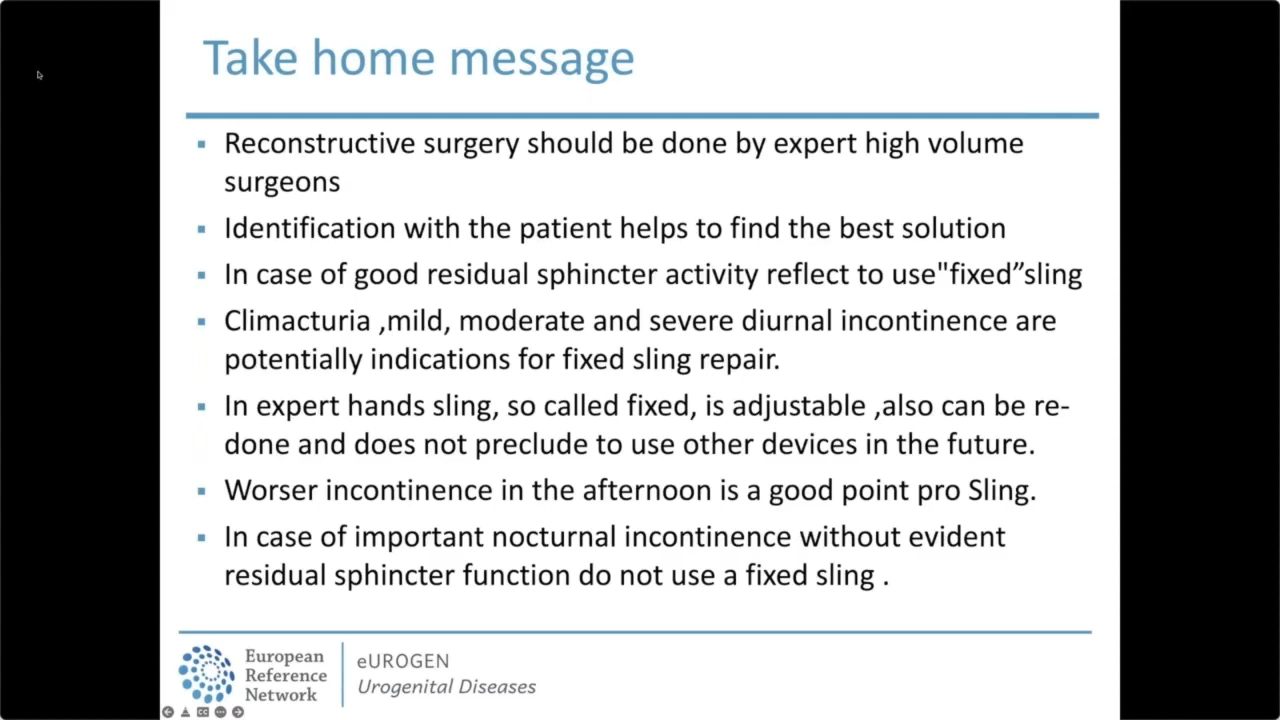 Take home message
Reconstructive surgery should be done by expert high volume
surgeons
Identification with the patient helps to find the best solution
In case of good residual sphincter activity reflect to use"fixed”sling
Climacturia ,mild, moderate and severe diurnal incontinence are
potentially indications for fixed sling repair.
In expert hands sling, so called fixed, is adjustable ,also can be re-
done and does not preclude to use other devices in the future.
Worser incontinence in the afternoon is a good point pro Sling.
In case of important nocturnal incontinence without evident
residual sphincter function do not use a fixed sling .
European
Reference
Network
eUROGEN
Urogenital Diseases